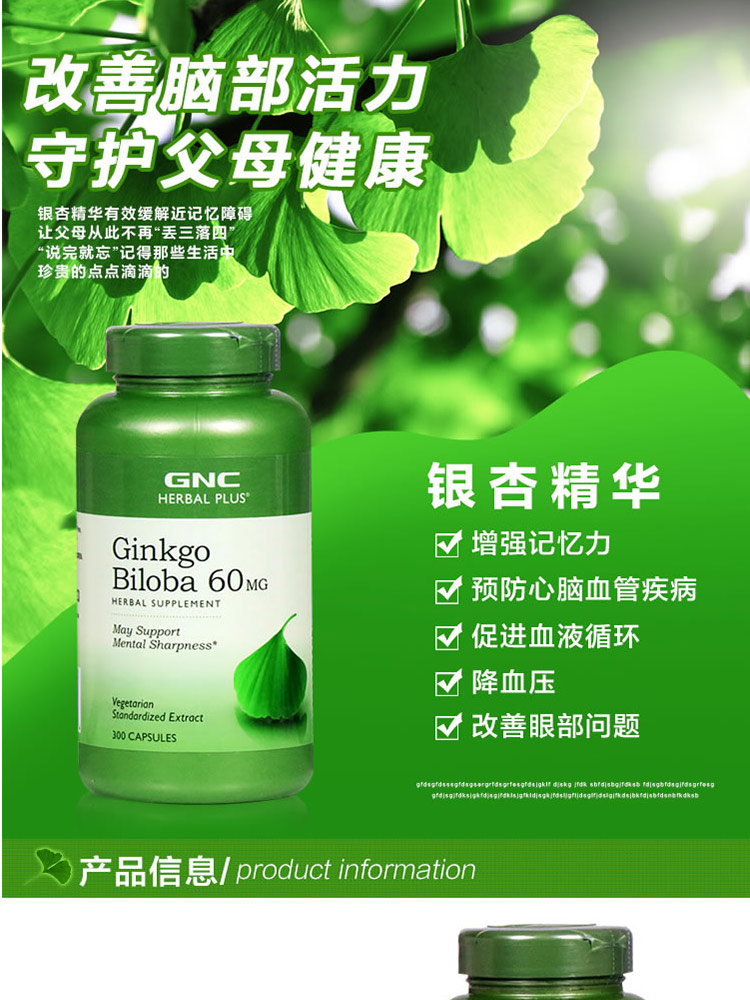 改善脑部活力
守护父母健康
银杏精华有效缓解近记忆障碍
让父母从此不再“丢三落四”
“说完就忘”记得那些生活中
珍贵的点点滴滴的
GNC
HERBAL PLUS®
Ginkgo
Biloba 60 MG
HERBAL SUPPLEMENT
May Support
Mental Sharpness*
Vegetarian
Standardized Extract
300 CAPSULES
银杏精华
增强记忆力
预防心脑血管疾病
促进血液循环
降血压
改善眼部问题
产品信息/product information